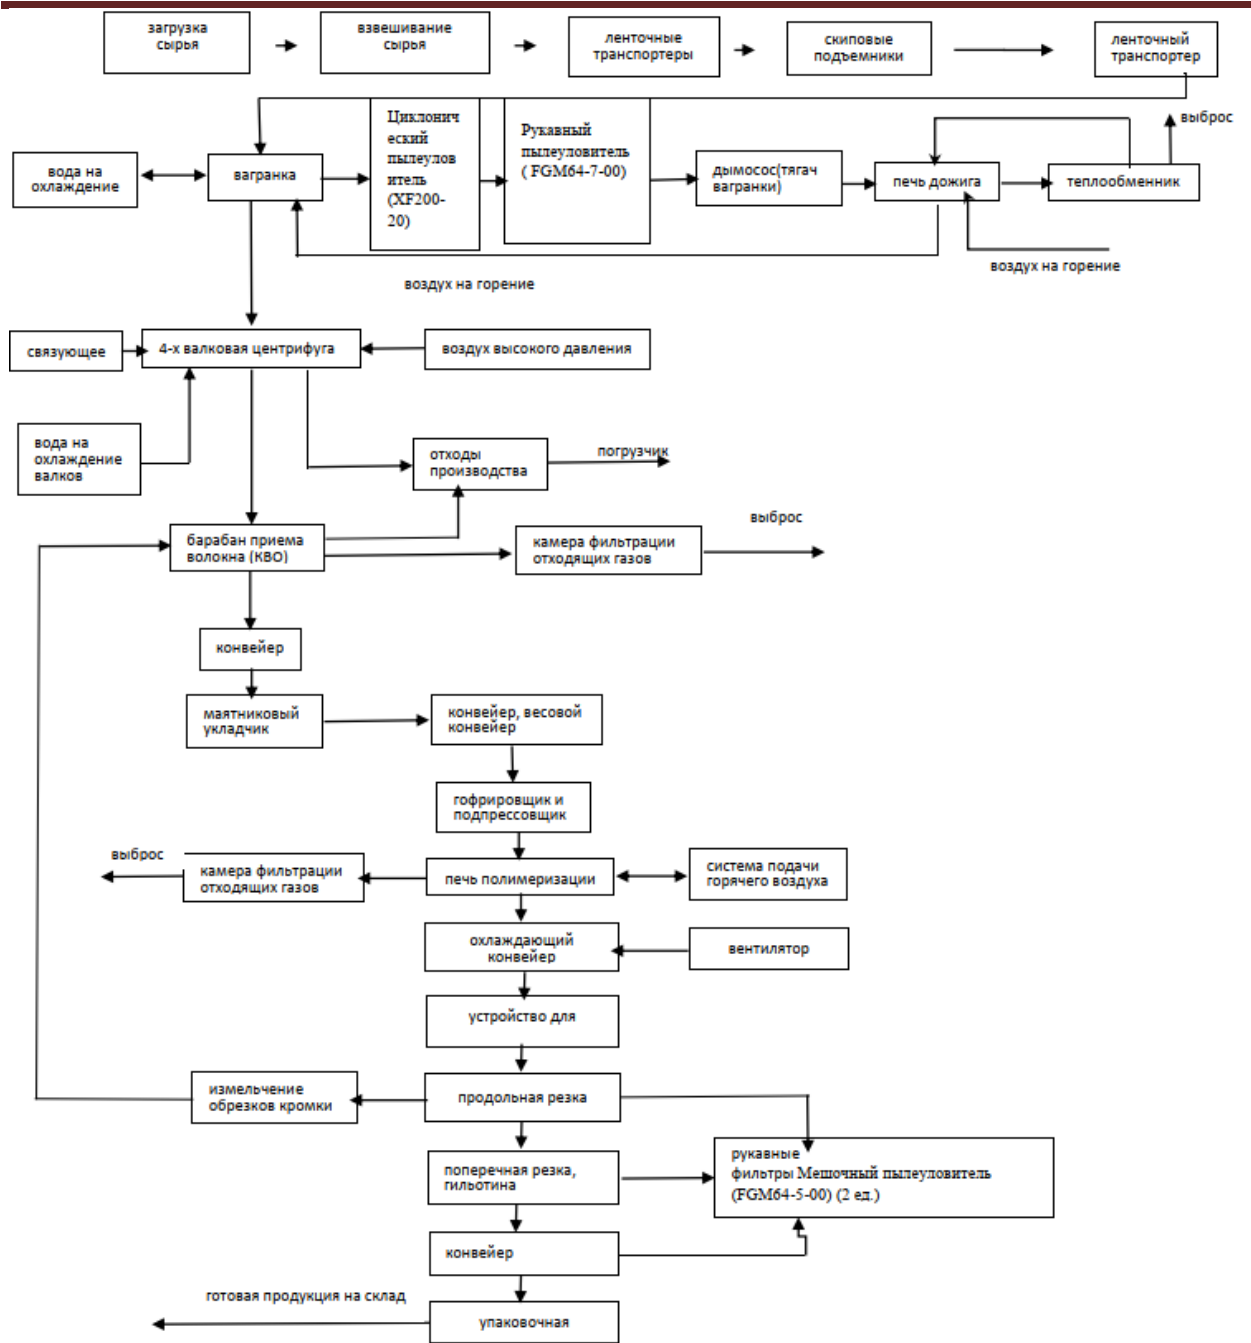 загрузка
сырья
взвешивание
сырья
ленточные
транспортеры
скиповые
подъемники
ленточный
транспортер
выброс
вода на
охлаждение
вагранка
Циклонич
еский
пылеулов
итель
(XF200-
20)
Рукавный
пылеуловитель
( FGM64-7-00)
дымосос(тягач
вагранки)
печь дожига
теплообменник
воздух на горение
воздух на горение
связующее
4-х валковая центрифуга
воздух высокого давления
вода на
охлаждение
валков
отходы
производства
погрузчик
барабан приема
волокна (КВО)
камера фильтрации
отходящих газов
выброс
конвейер
маятниковый
укладчик
конвейер, весовой
конвейер
гофрировщик и
подпрессовщик
выброс
камера фильтрации
отходящих газов
печь полимеризации
система подачи
горячего воздуха
охлаждающий
конвейер
вентилятор
устройство для
измельчение
обрезков кромки
продольная резка
поперечная резка,
гильотина
рукавные
фильтры Мешочный пылеуловитель
(FGM64-5-00) (2 ед.)
конвейер
готовая продукция на склад
упаковочная